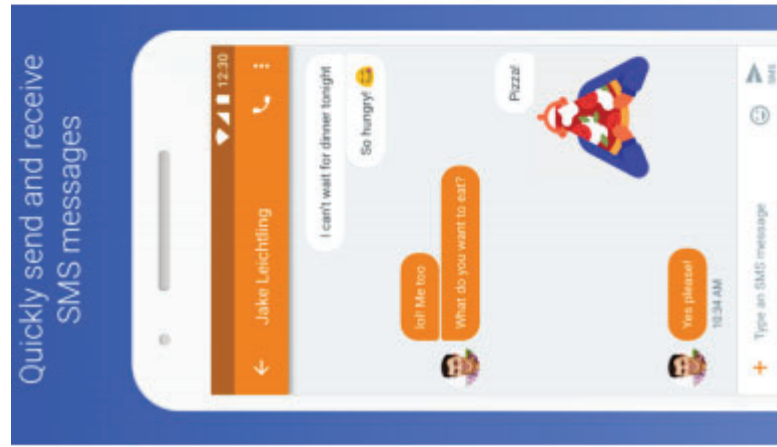 Quickly send and receive
SMS messages
12:30
Jake Leichtling
I can't wait for dinner tonight
So hungry!
lol! Me too
What do you want to eat?
Pizza!
Yes please!
10:34 AM
Type an SMS message
SMS